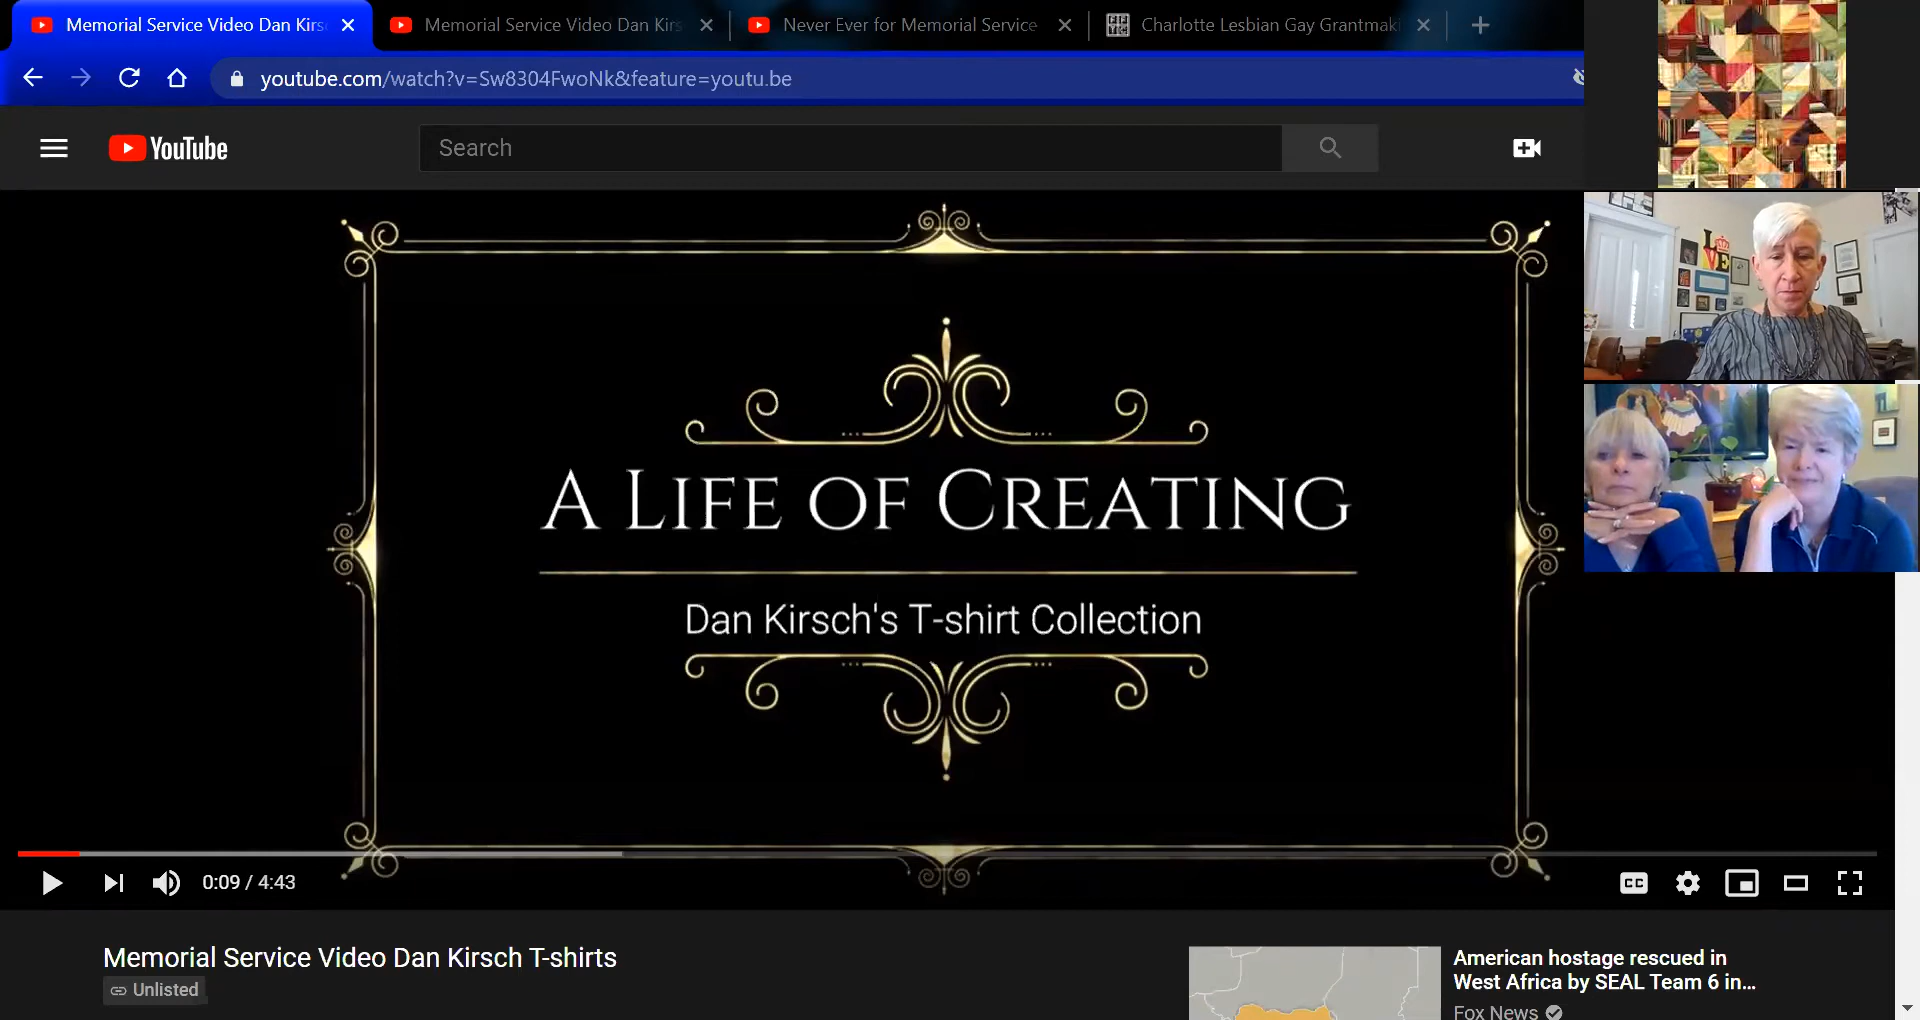 Memorial Service Video Dan Kirs
Memorial Service Video Dan Kirs
Never Ever for Memorial Service
Charlotte Lesbian Gay Grantmaki
youtube.com/watch?v=Sw8304FwoNk&feature=youtu.be
YouTube
Search
LOVE
A LIFE OF CREATING
Dan Kirsch's T-shirt Collection
0:09 / 4:43
CC
Memorial Service Video Dan Kirsch T-shirts
Unlisted
American hostage rescued in
West Africa by SEAL Team 6 in...
Fox News